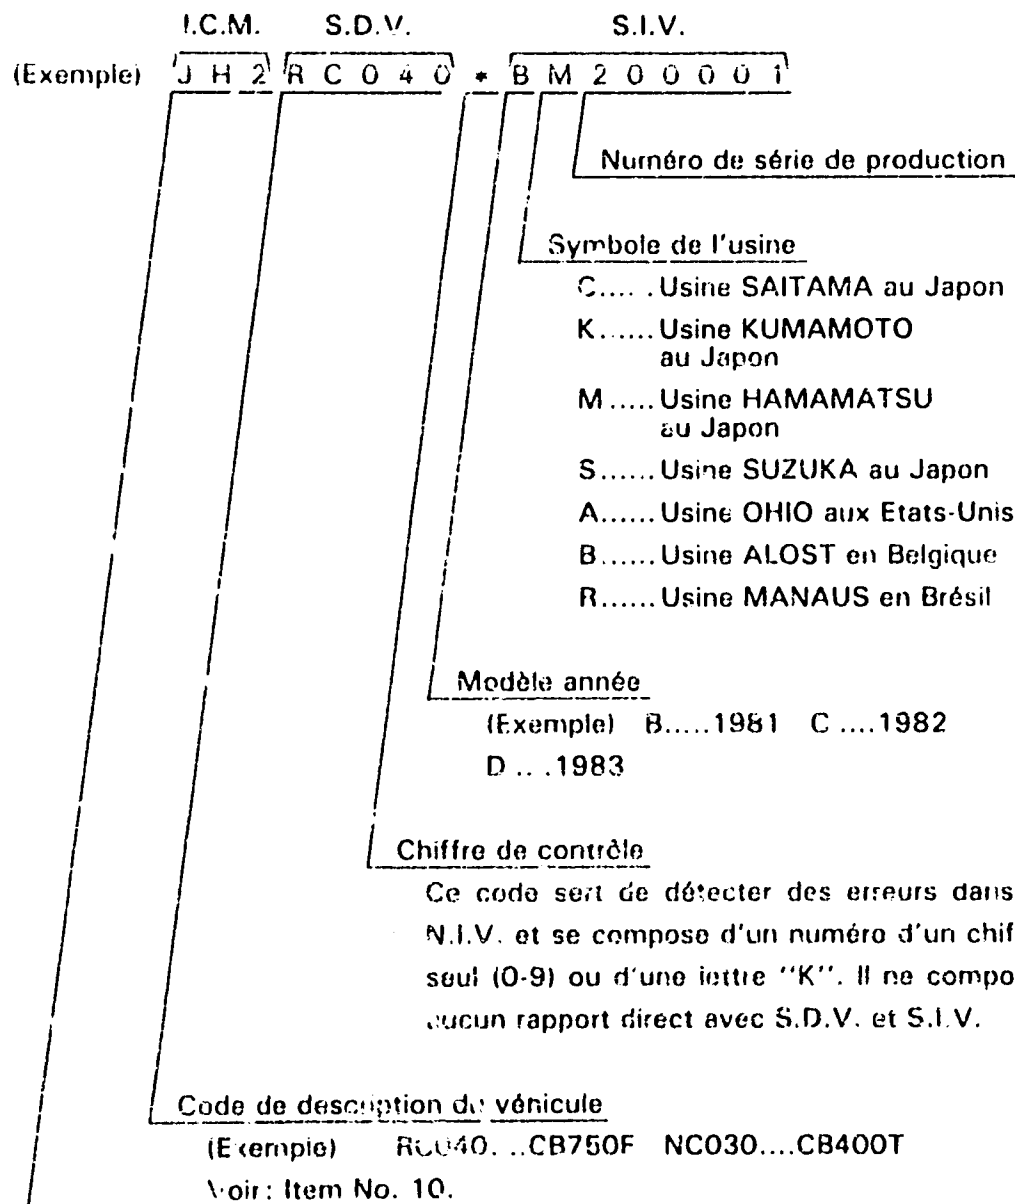 I.C.M. S.D.V. S.I.V.
(Exemple) J H 2 R C 0 4 0 * B M 2 0 0 0 0 1
Numéro de série de production
Symbole de l'usine
C..... .Usine SAITAMA au Japon
K......Usine KUMAMOTO
au Japon
M .....Usine HAMAMATSU
au Japon
S......Usine SUZUKA au Japon
A......Usine OHIO aux Etats-Unis
B......Usine ALOST en Belgique
R......Usine MANAUS en Brésil
Modèle année
(Exemple) B.....1981 C ....1982
D .. .1983
Chiffre de contrôle
Ce code sert de détecter des erreurs dans
N.I.V. et se compose d'un numéro d'un chif
seul (0-9) ou d'une lettre "K". Il ne compo
aucun rapport direct avec S.D.V. et S.I.V.
Code de description du véhicule
(Exemple) RC040. ..CB750F NC030....CB400T
Voir: Item No. 10.